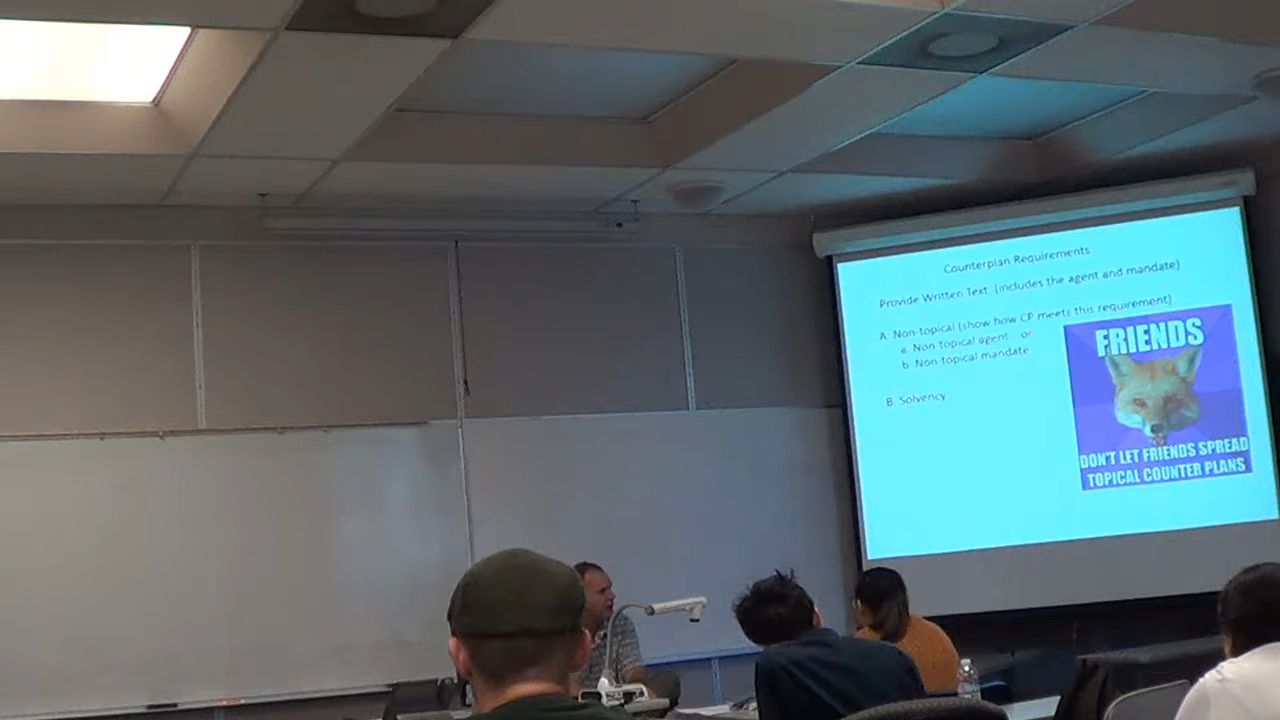 Counterplan Requirements
Provide Written Text (includes the agent and mandate)
A. Non-topical (show how CP meets this requirement)
a. Non topical agent or
b. Non topical mandate
B. Solvency
FRIENDS
DON'T LET FRIENDS SPREAD
TOPICAL COUNTER PLANS